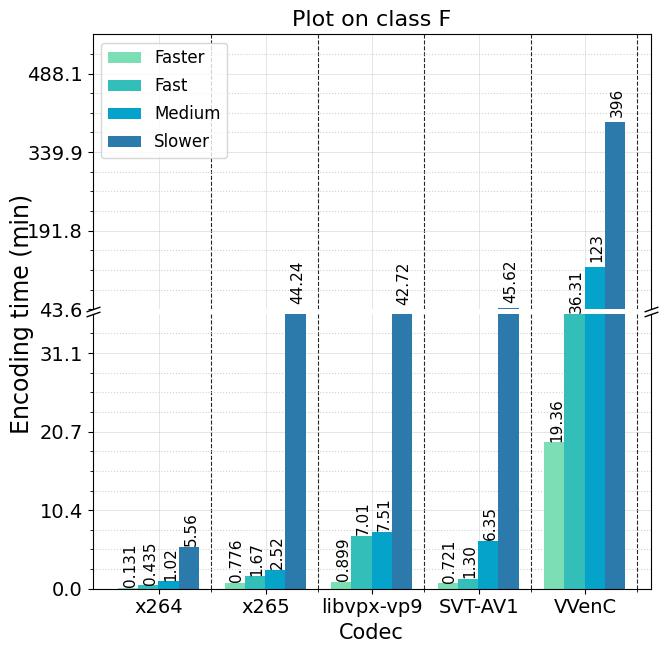 Plot on class F
Faster
Fast
Medium
Slower
Encoding time (min)
488.1
339.9
191.8
43.6
31.1
20.7
10.4
0.0
0.131
0.435
1.02
5.56
0.776
1.67
2.52
44.24
0.899
7.01
7.51
42.72
0.721
1.30
6.35
45.62
19.36
36.31
123
396
x264
x265
libvpx-vp9
SVT-AV1
VVenC
Codec